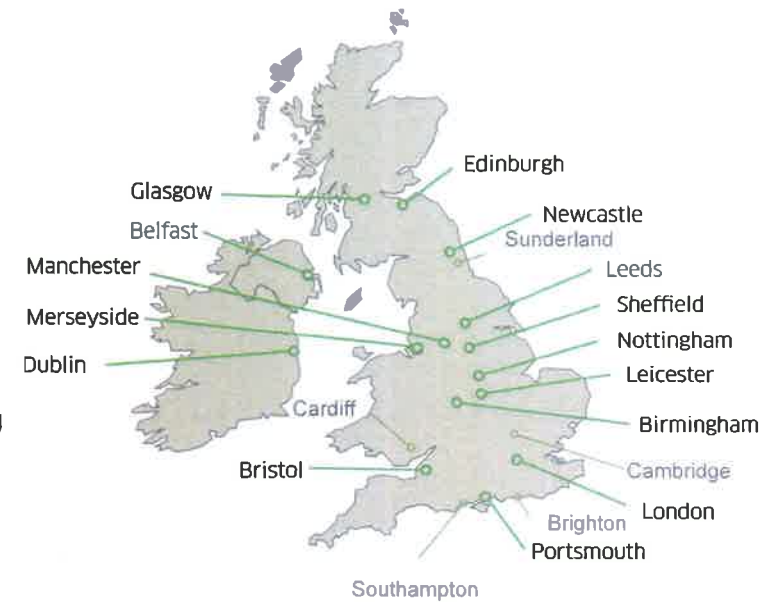 Edinburgh
Glasgow
Newcastle
Belfast
Sunderland
Manchester
Leeds
Sheffield
Merseyside
Nottingham
Dublin
Leicester
Cardiff
Birmingham
Bristol
Cambridge
London
Brighton
Portsmouth
Southampton